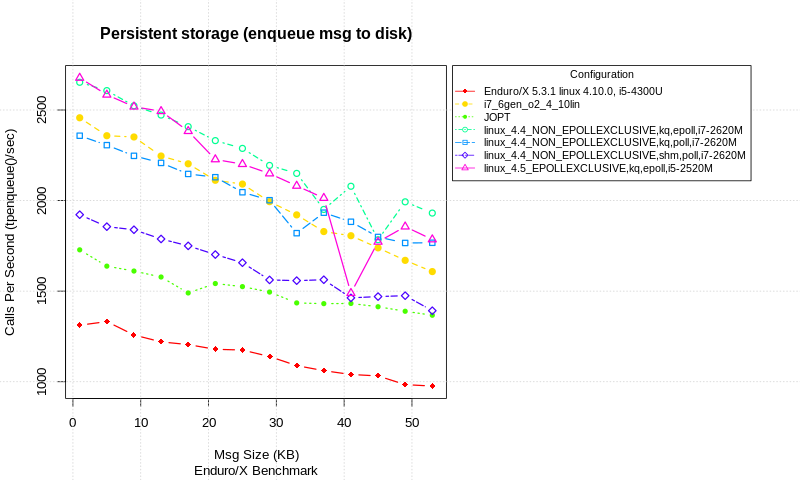 Persistent storage (enqueue msg to disk)
Calls Per Second (tpenqueue()/sec)
2500
2000
1500
1000
0 10 20 30 40 50
Msg Size (KB)
Enduro/X Benchmark
Configuration
Enduro/X 5.3.1 linux 4.10.0, i5-4300U
i7_6gen_o2_4_10lin
JOPT
linux_4.4_NON_EPOLLEXCLUSIVE,kq,epoll,i7-2620M
linux_4.4_NON_EPOLLEXCLUSIVE,kq,poll,i7-2620M
linux_4.4_NON_EPOLLEXCLUSIVE,shm,poll,i7-2620M
linux_4.5_EPOLLEXCLUSIVE,kq,epoll,i5-2520M